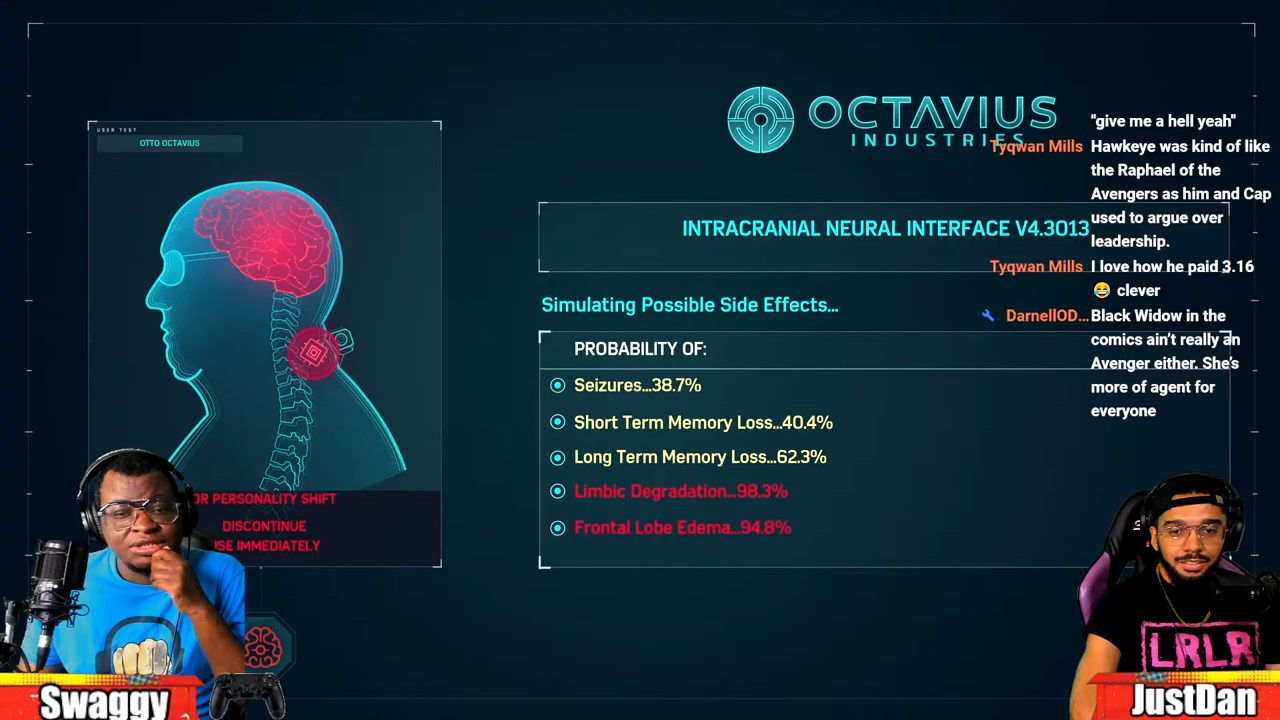 USER TEST
OTTO OCTAVIUS
OCTAVIUS
INDUSTRIES
INTRACRANIAL NEURAL INTERFACE V4.3013
Simulating Possible Side Effects...
PROBABILITY OF:
Seizures...38.7%
Short Term Memory Loss...40.4%
Long Term Memory Loss...62.3%
Limbic Degradation...98.3%
Frontal Lobe Edema...94.8%
PERSONALITY SHIFT
DISCONTINUE
IMMEDIATELY
"give me a hell yeah"
Tyqwan Mills Hawkeye was kind of like
the Raphael of the
Avengers as him and Cap
used to argue over
leadership.
Tyqwan Mills I love how he paid 3.16
😂 clever
DarnellOD... Black Widow in the
comics ain't really an
Avenger either. She's
more of agent for
everyone
LRLR
Swaggy
JustDan